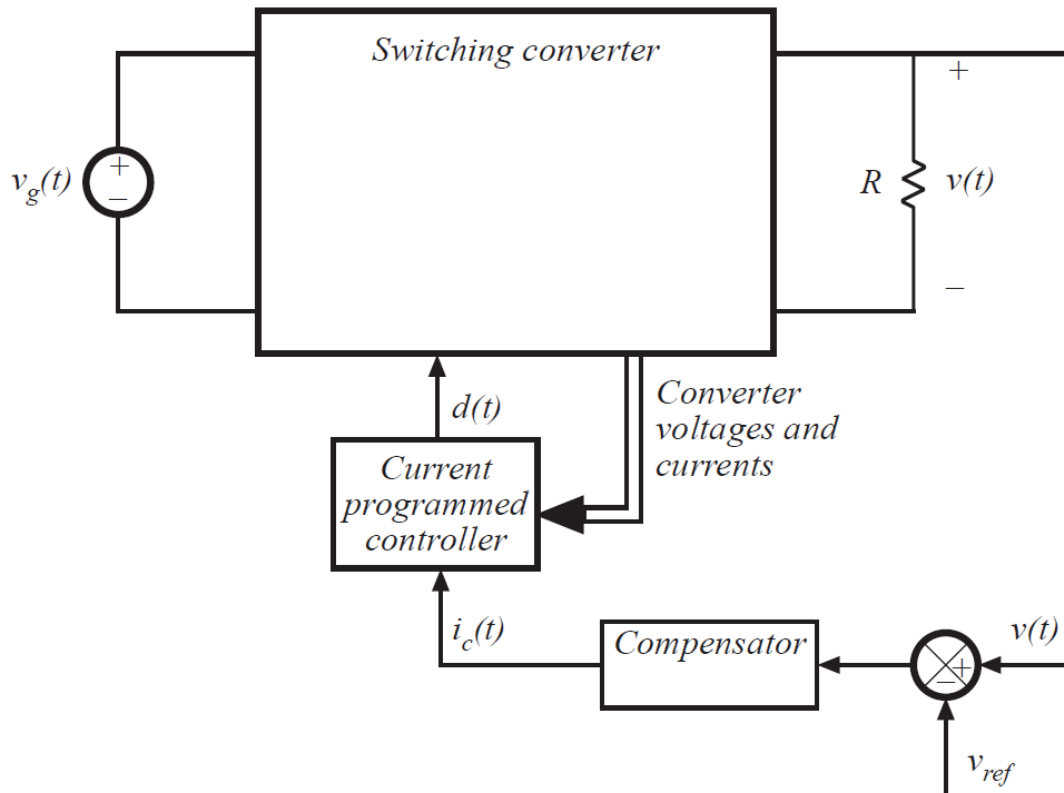 Switching converter
+
v_g(t)
+
−
R
v(t)
−
d(t)
Converter
voltages and
currents
Current
programmed
controller
i_c(t)
Compensator
v(t)
+
−
v_ref